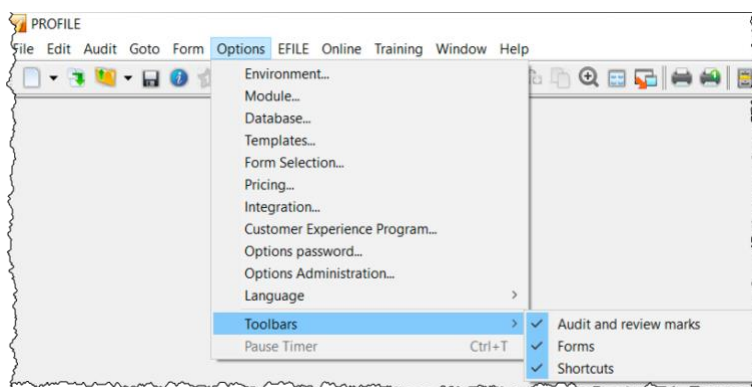 PROFILE
File Edit Audit Goto Form Options EFILE Online Training Window Help
Environment...
Module...
Database...
Templates...
Form Selection...
Pricing...
Integration...
Customer Experience Program...
Options password...
Options Administration...
Language
Toolbars
Audit and review marks
Pause Timer Ctrl+T
Forms
Shortcuts